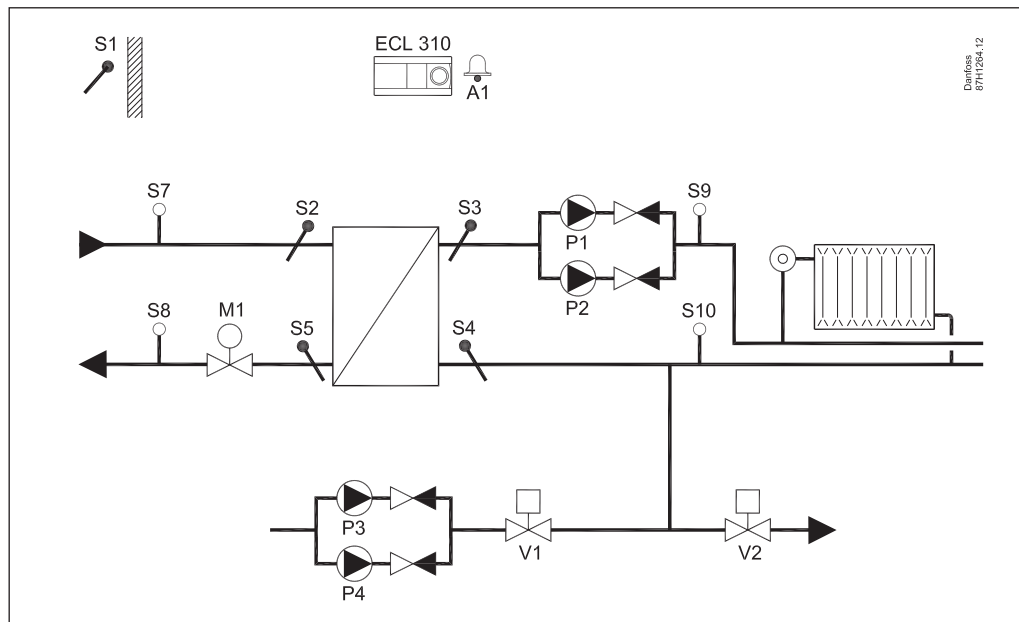 S1
ECL 310
A1
Danfoss
87H1264.12
S7
S2
S3
P1
S9
P2
S8
M1
S5
S4
S10
P3
V1
V2
P4